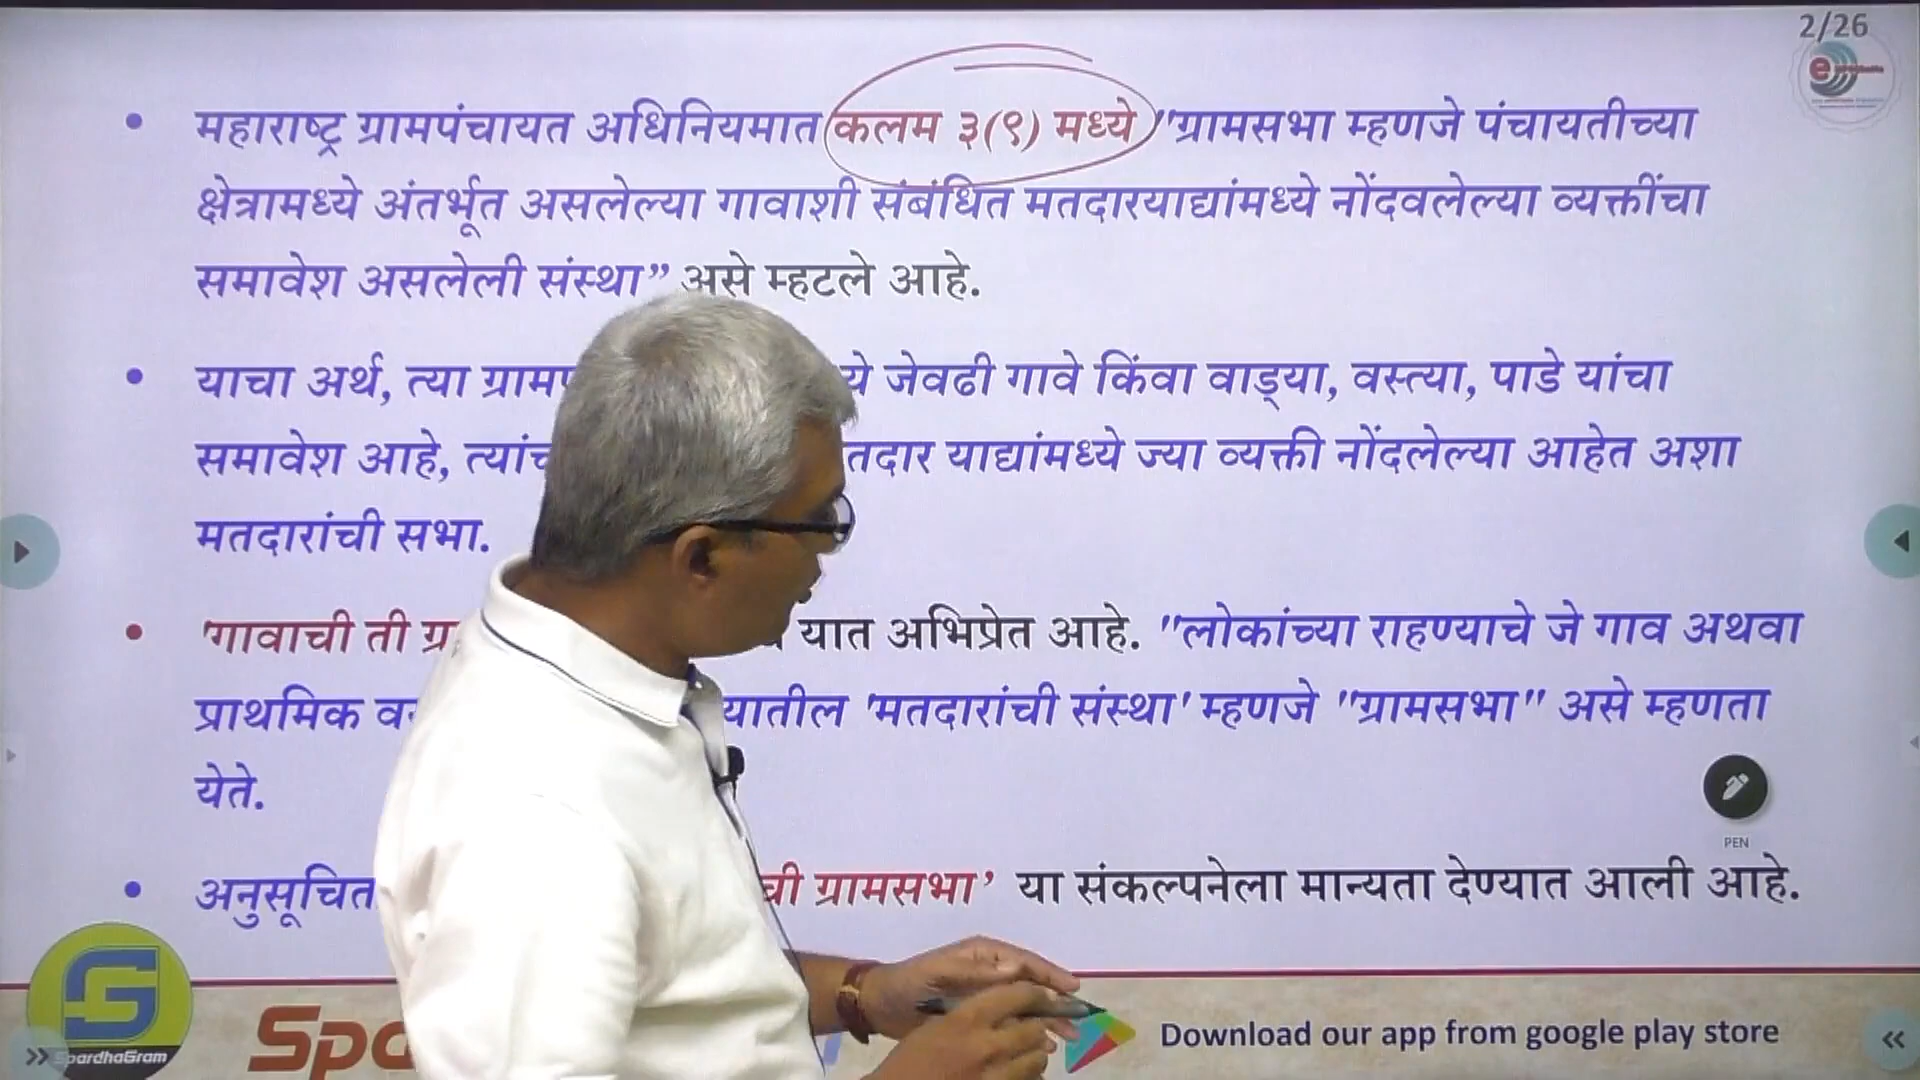 2/26
महाराष्ट्र ग्रामपंचायत अधिनियमात कलम ३(९) मध्ये "ग्रामसभा म्हणजे पंचायतीच्या
क्षेत्रामध्ये अंतर्भूत असलेल्या गावाशी संबंधित मतदारयाद्यांमध्ये नोंदवलेल्या व्यक्तींचा
समावेश असलेली संस्था” असे म्हटले आहे.
याचा अर्थ, त्या जेवढी गावे किंवा वाड्या, वस्त्या, पाडे यांचा
समावेश आहे, याद्यांमध्ये ज्या व्यक्ती नोंदलेल्या आहेत अशा
मतदारांची सभा.
'गावाची ती यात अभिप्रेत आहे. "लोकांच्या राहण्याचे जे गाव अथवा
प्राथमिक 'मतदारांची संस्था' म्हणजे "ग्रामसभा" असे म्हणता
येते.
PEN
अनुसूचित ग्रामसभा’ या संकल्पनेला मान्यता देण्यात आली आहे.
SpardhaGram
Download our app from google play store